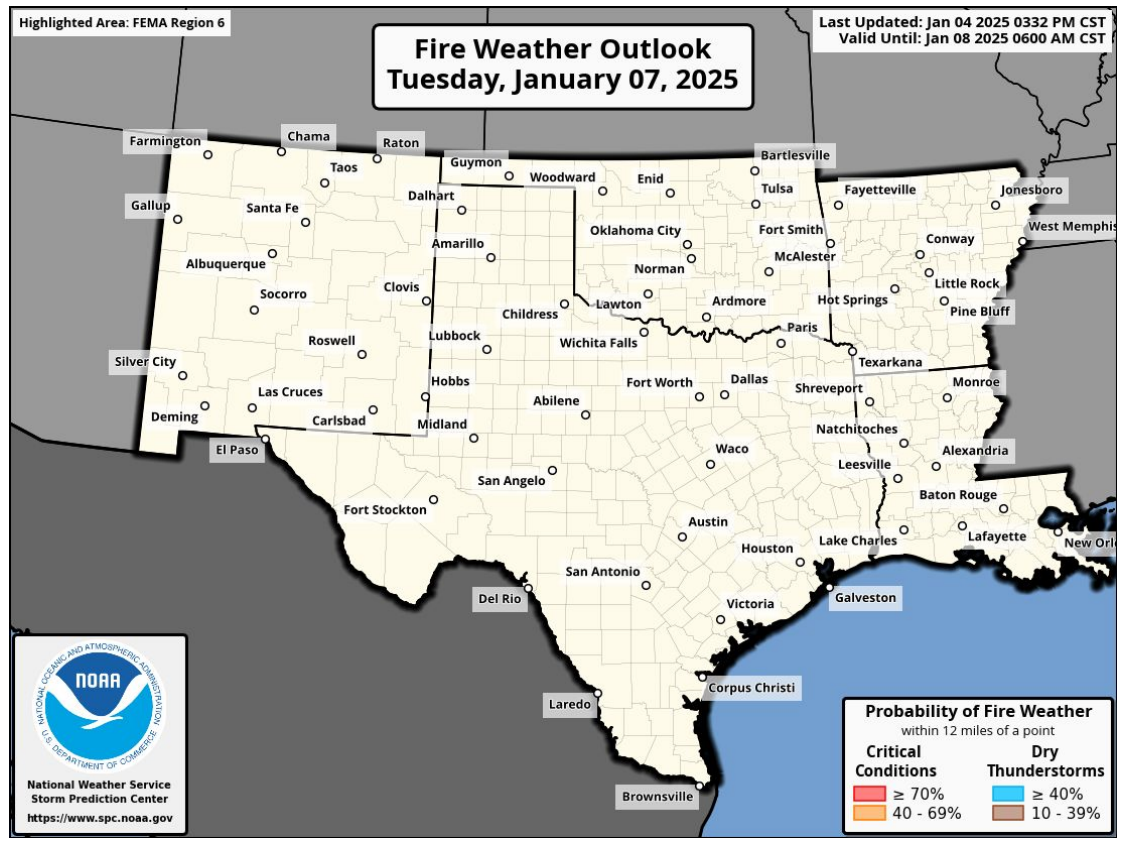 Highlighted Area: FEMA Region 6
Fire Weather Outlook
Tuesday, January 07, 2025
Last Updated: Jan 04 2025 0332 PM CST
Valid Until: Jan 08 2025 0600 AM CST
Farmington
Chama
Raton
Taos
Guymon
Woodward
Enid
Bartlesville
Tulsa
Fayetteville
Jonesboro
Gallup
Santa Fe
Dalhart
Oklahoma City
Fort Smith
West Memphis
Amarillo
Conway
Albuquerque
Norman
McAlester
Socorro
Clovis
Little Rock
Lawton
Ardmore
Hot Springs
Childress
Pine Bluff
Roswell
Lubbock
Wichita Falls
Paris
Silver City
Texarkana
Las Cruces
Hobbs
Fort Worth
Dallas
Shreveport
Monroe
Deming
Carlsbad
Abilene
Midland
Natchitoches
El Paso
Waco
Alexandria
San Angelo
Leesville
Baton Rouge
Fort Stockton
Austin
Lake Charles
Lafayette
New Orl
Houston
San Antonio
Del Rio
Victoria
Galveston
Corpus Christi
Laredo
Brownsville
NATIONAL OCEANIC AND ATMOSPHERIC ADMINISTRATION
NOAA
U.S. DEPARTMENT OF COMMERCE
National Weather Service
Storm Prediction Center
https://www.spc.noaa.gov
Probability of Fire Weather
within 12 miles of a point
Critical
Conditions
≥ 70%
40 - 69%
Dry
Thunderstorms
≥ 40%
10 - 39%